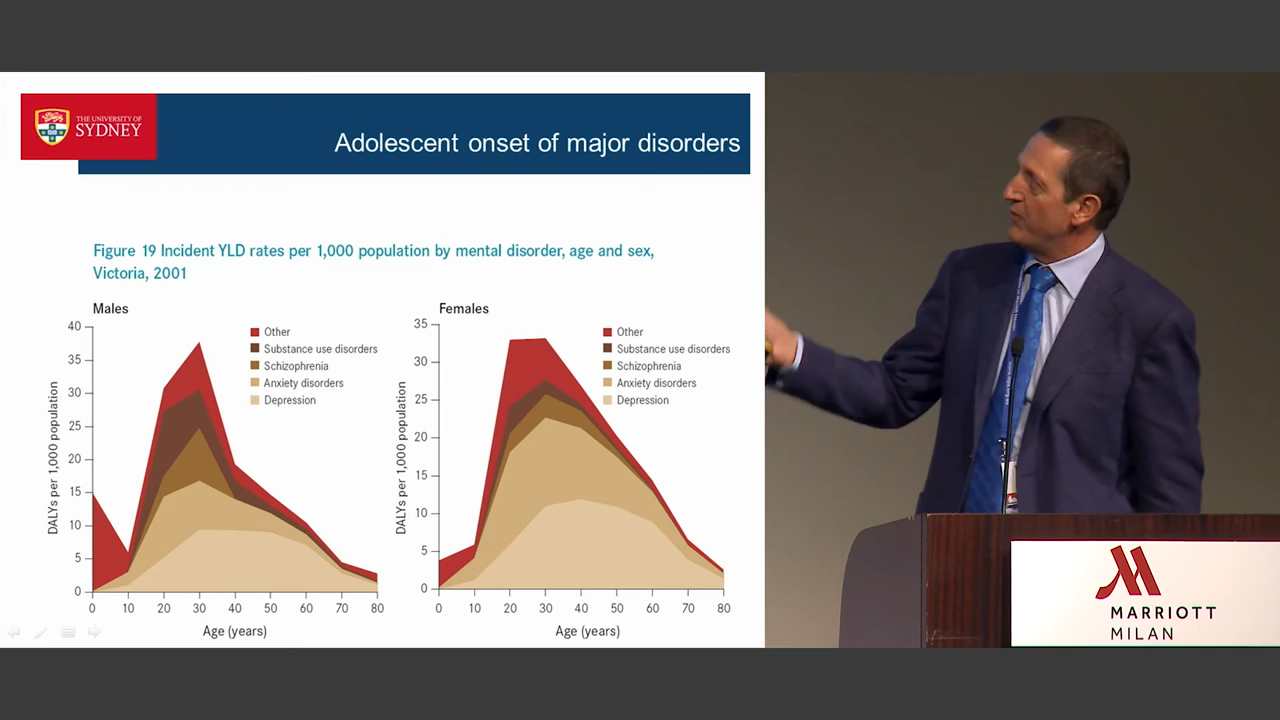 THE UNIVERSITY OF
SYDNEY
Adolescent onset of major disorders
Figure 19 Incident YLD rates per 1,000 population by mental disorder, age and sex,
Victoria, 2001
Males
DALYs per 1,000 population
40
35
30
25
20
15
10
5
0
Other
Substance use disorders
Schizophrenia
Anxiety disorders
Depression
0 10 20 30 40 50 60 70 80
Age (years)
Females
DALYs per 1,000 population
35
30
25
20
15
10
5
0
Other
Substance use disorders
Schizophrenia
Anxiety disorders
Depression
0 10 20 30 40 50 60 70 80
Age (years)
MARRIOTT
MILAN